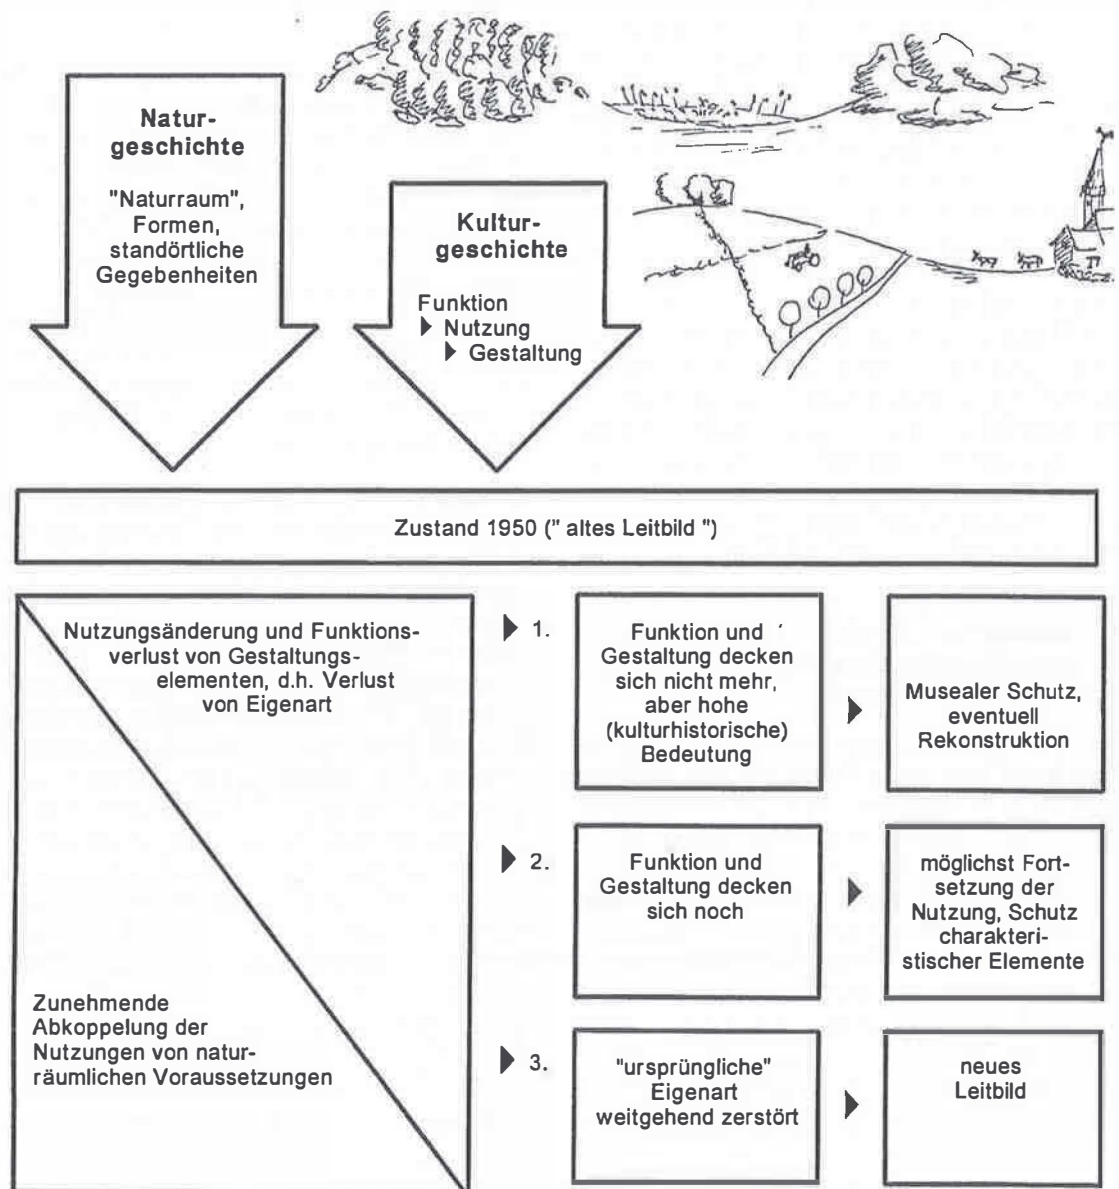 Natur-
geschichte
"Naturraum",
Formen,
standörtliche
Gegebenheiten
Kultur-
geschichte
Funktion
▶ Nutzung
▶ Gestaltung
Zustand 1950 (" altes Leitbild ")
Nutzungsänderung und Funktions-
verlust von Gestaltungs-
elementen, d.h. Verlust
von Eigenart
Zunehmende
Abkoppelung der
Nutzungen von natur-
räumlichen Voraussetzungen
▶ 1.
Funktion und
Gestaltung decken
sich nicht mehr,
aber hohe
(kulturhistorische)
Bedeutung
▶
Musealer Schutz,
eventuell
Rekonstruktion
▶ 2.
Funktion und
Gestaltung decken
sich noch
▶
möglichst Fort-
setzung der
Nutzung, Schutz
charakteri-
stischer Elemente
▶ 3.
"ursprüngliche"
Eigenart
weitgehend zerstört
▶
neues
Leitbild